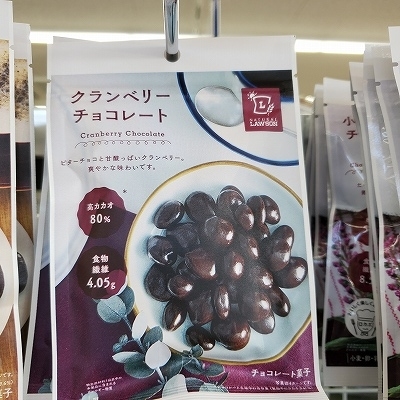 クランベリー
チョコレート
Cranberry Chocolate
ビターチョコと甘酸っぱいクランベリー。
爽やかな味わいです。
L
NATURAL
LAWSON
*
高カカオ
80%
食物
繊維
4.05g
チョコレート菓子
小
チ